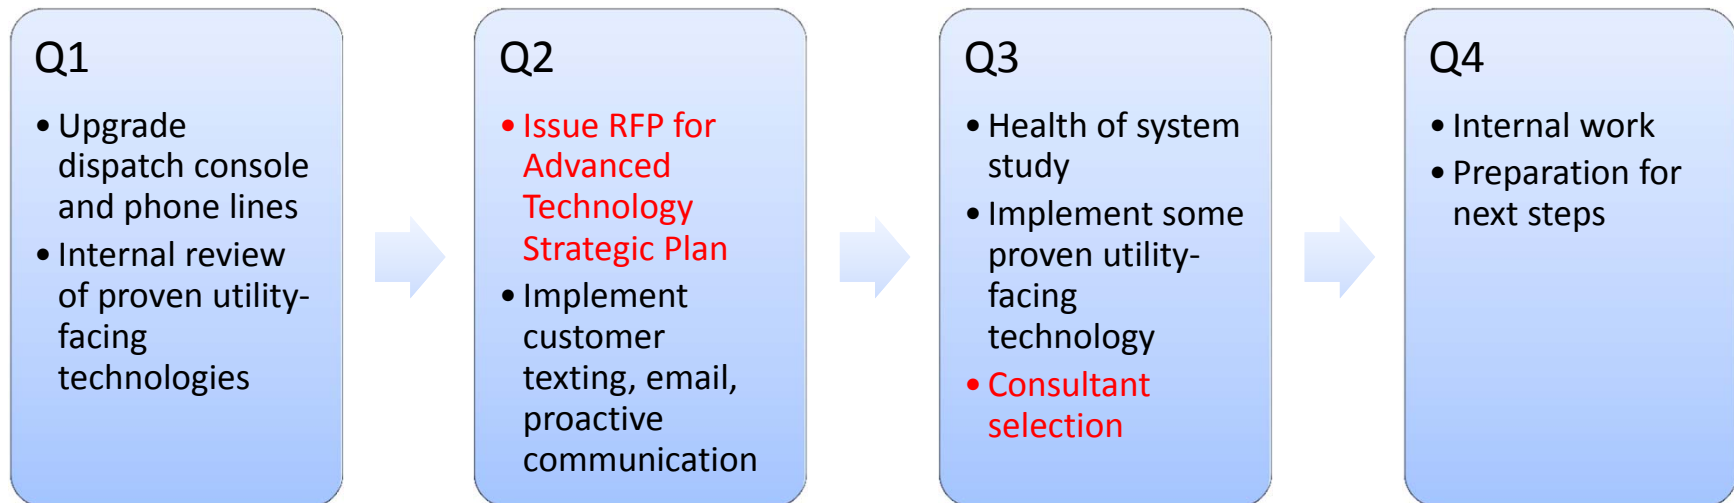 Q1
• Upgrade
dispatch console
and phone lines
• Internal review
of proven utility-
facing
technologies
Q2
• Issue RFP for
Advanced
Technology
Strategic Plan
• Implement
customer
texting, email,
proactive
communication
Q3
• Health of system
study
• Implement some
proven utility-
facing
technology
• Consultant
selection
Q4
• Internal work
• Preparation for
next steps